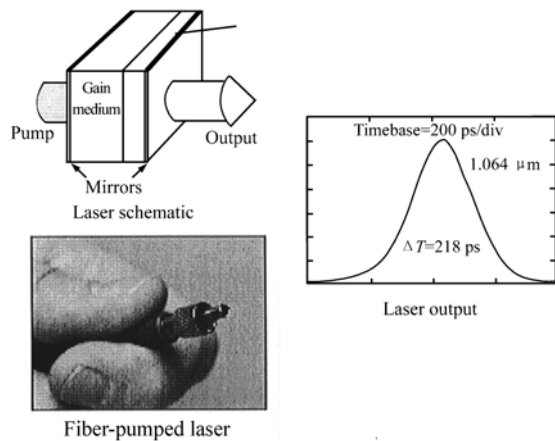 Gain
medium
Pump
Output
Mirrors
Laser schematic
Timebase=200 ps/div
1.064 μm
ΔT=218 ps
Laser output
Fiber-pumped laser